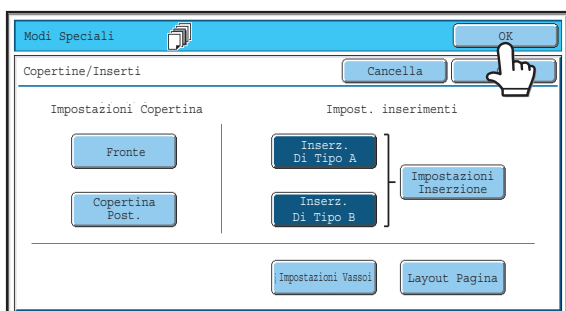 Modi Speciali
OK
Copertine/Inserti
Cancella
Impostazioni Copertina
Impost. inserimenti
Fronte
Inserz.
Di Tipo A
Impostazioni
Inserzione
Copertina
Post.
Inserz.
Di Tipo B
Impostazioni Vassoi
Layout Pagina